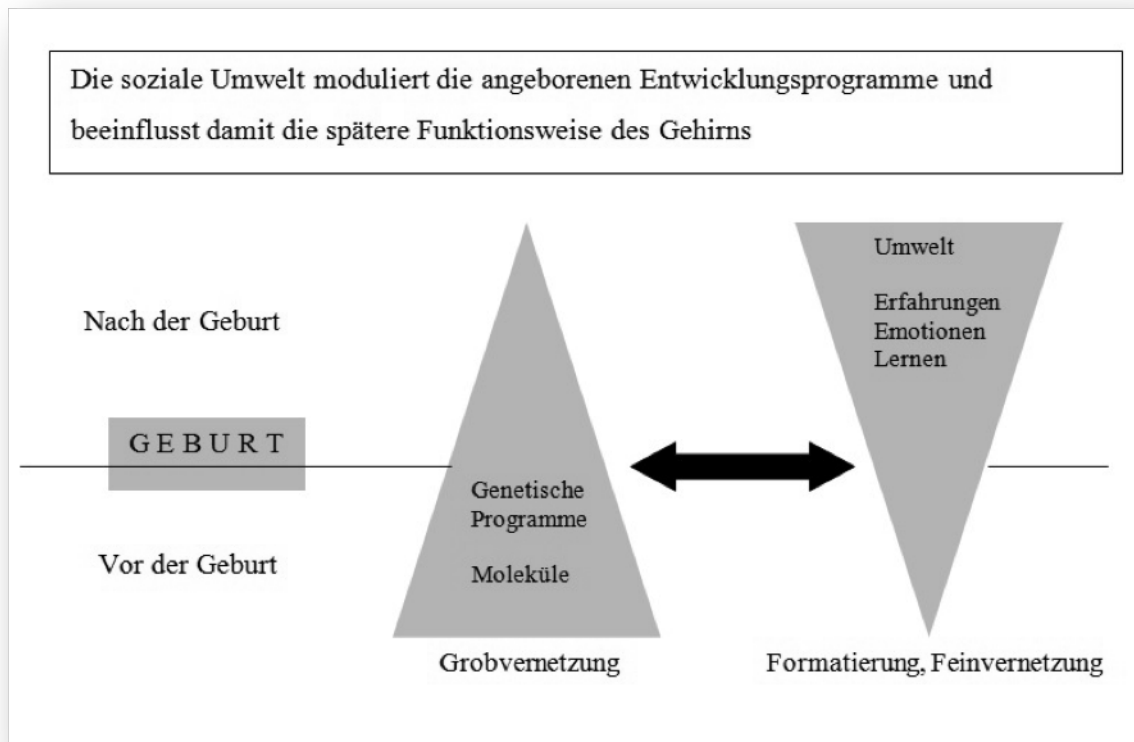 Die soziale Umwelt moduliert die angeborenen Entwicklungsprogramme und
beeinflusst damit die spätere Funktionsweise des Gehirns
Umwelt
Erfahrungen
Emotionen
Lernen
Nach der Geburt
G E B U R T
Genetische
Programme
Moleküle
Vor der Geburt
Grobvernetzung
Formatierung, Feinvernetzung